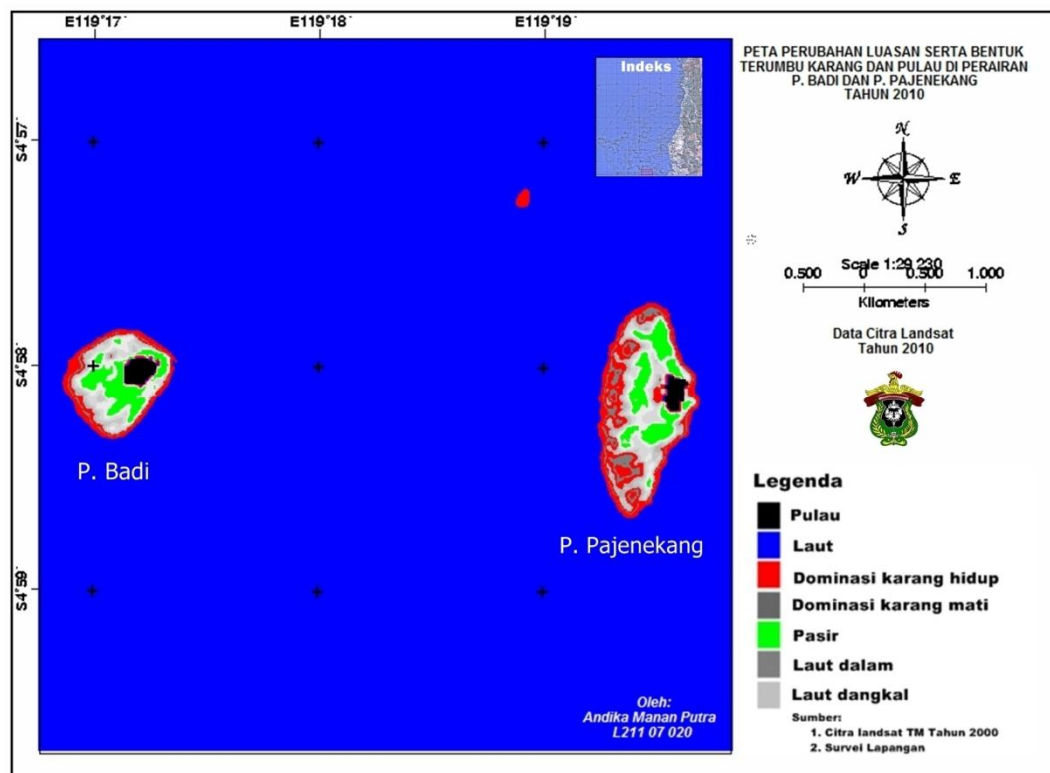 E119°17'
E119°18'
E119°19'
S4°57'
S4°58'
S4°59'
Indeks
P. Badi
P. Pajenekang
Oleh:
Andika Manan Putra
L211 07 020
PETA PERUBAHAN LUASAN SERTA BENTUK
TERUMBU KARANG DAN PULAU DI PERAIRAN
P. BADI DAN P. PAJENEKANG
TAHUN 2010
N
W
E
S
Scale 1:29,230
0.500 0 0.500 1.000
Kilometers
Data Citra Landsat
Tahun 2010
Legenda
Pulau
Laut
Dominasi karang hidup
Dominasi karang mati
Pasir
Laut dalam
Laut dangkal
Sumber:
1. Citra landsat TM Tahun 2000
2. Survei Lapangan